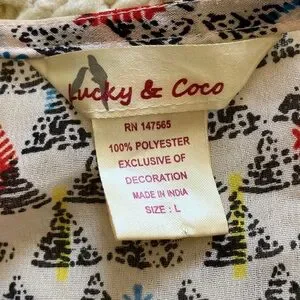 Lucky & Coco
RN 147565
100% POLYESTER
EXCLUSIVE OF
DECORATION
MADE IN INDIA
SIZE : L